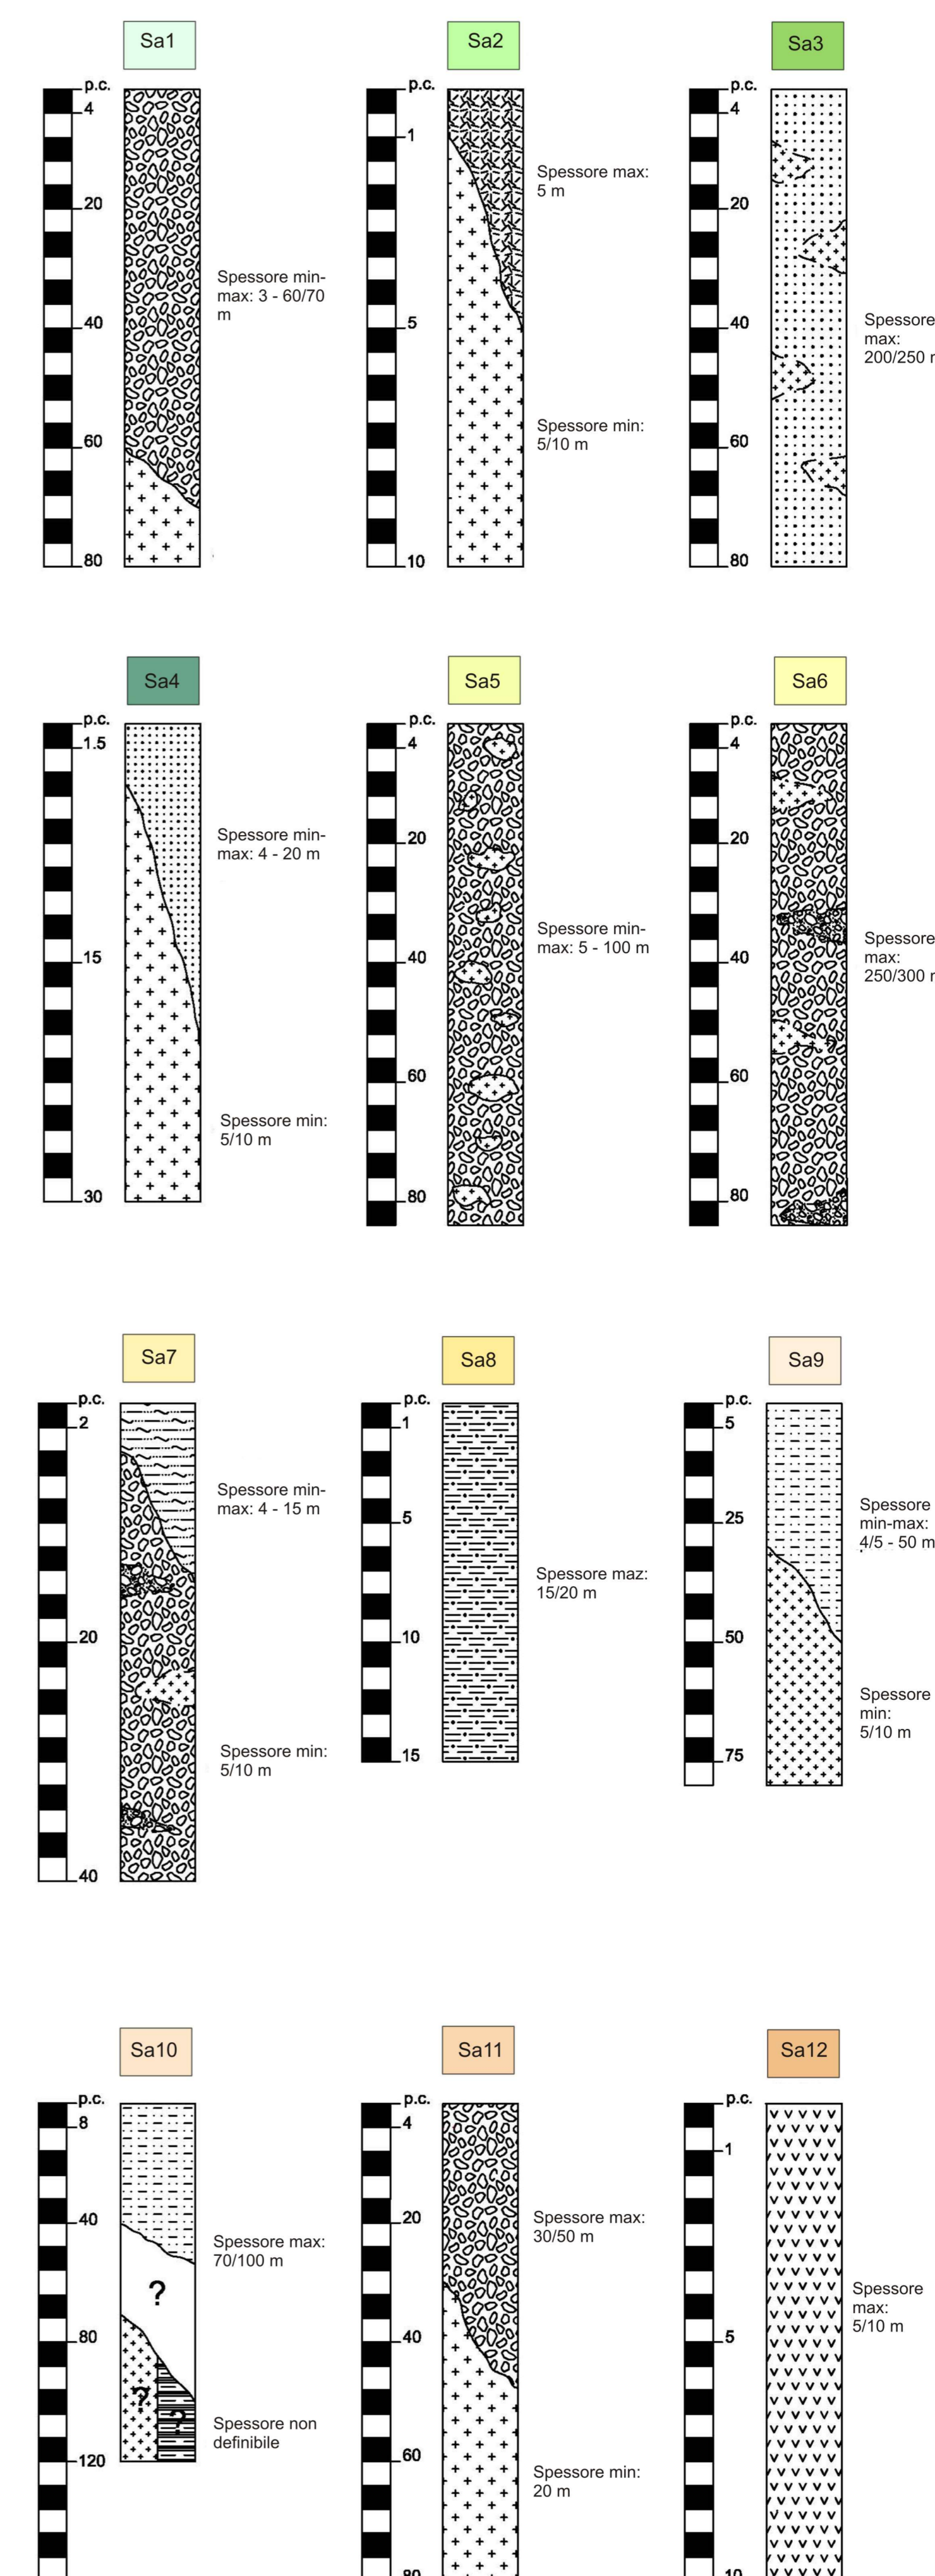 Sa1
Sa2
Sa3
p.c.
4
20
40
60
80
Spessore min-
max: 3 - 60/70
m
p.c.
1
5
10
Spessore max:
5 m
Spessore min:
5/10 m
p.c.
4
20
40
60
80
Spessore
max:
200/250 m
Sa4
Sa5
Sa6
p.c.
1.5
15
30
Spessore min-
max: 4 - 20 m
Spessore min:
5/10 m
p.c.
4
20
40
60
80
Spessore min-
max: 5 - 100 m
p.c.
4
20
40
60
80
?
Spessore
max:
250/300 m
Sa7
Sa8
Sa9
p.c.
2
20
40
Spessore min-
max: 4 - 15 m
Spessore min:
5/10 m
p.c.
1
5
10
15
Spessore maz:
15/20 m
p.c.
5
25
50
75
Spessore
min-max:
4/5 - 50 m
Spessore
min:
5/10 m
Sa10
Sa11
Sa12
p.c.
8
40
80
120
?
?
?
Spessore max:
70/100 m
Spessore non
definibile
p.c.
4
20
40
60
80
Spessore max:
30/50 m
Spessore min:
20 m
p.c.
1
5
10
Spessore
max:
5/10 m